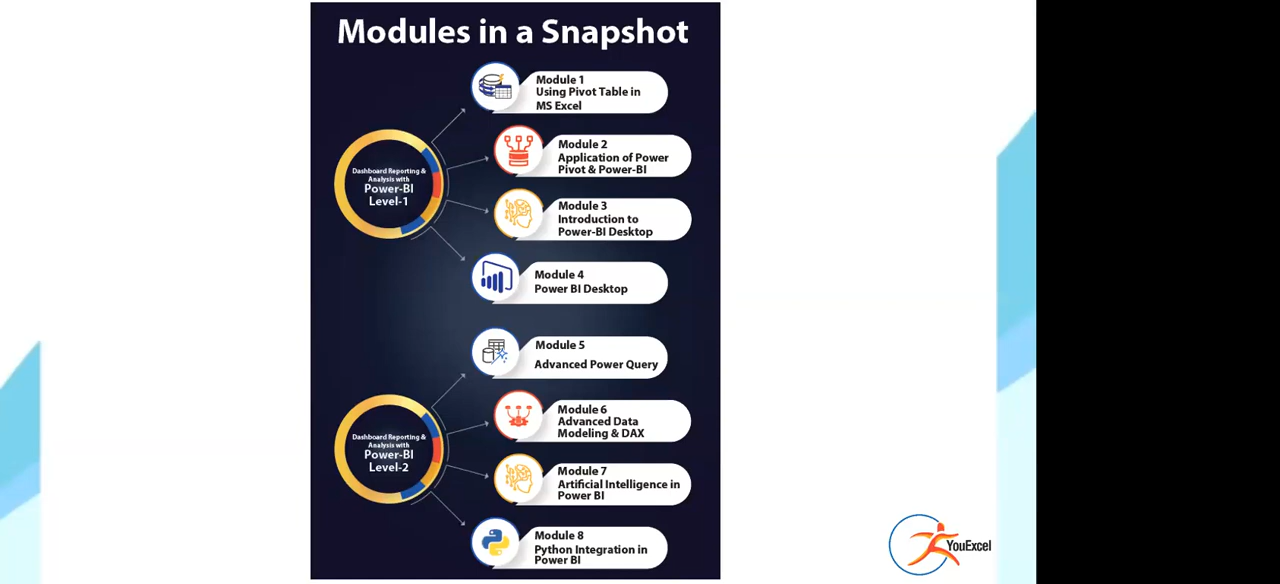 Modules in a Snapshot
Module 1
Using Pivot Table in
MS Excel
Module 2
Application of Power
Pivot & Power-BI
Dashboard Reporting &
Analysis with
Power-BI
Level-1
Module 3
Introduction to
Power-BI Desktop
Module 4
Power BI Desktop
Module 5
Advanced Power Query
Module 6
Advanced Data
Modeling & DAX
Dashboard Reporting &
Analysis with
Power-BI
Level-2
Module 7
Artificial Intelligence in
Power BI
Module 8
Python Integration in
Power BI
YouExcel